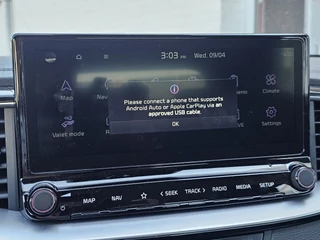 3:03 PM Wed. 09/04
Please connect a phone that supports
Android Auto or Apple CarPlay via an
approved USB cable.
OK
Map
Climate
Valet mode
Settings
MAP NAV ☆ < SEEK TRACK > RADIO MEDIA SETUP